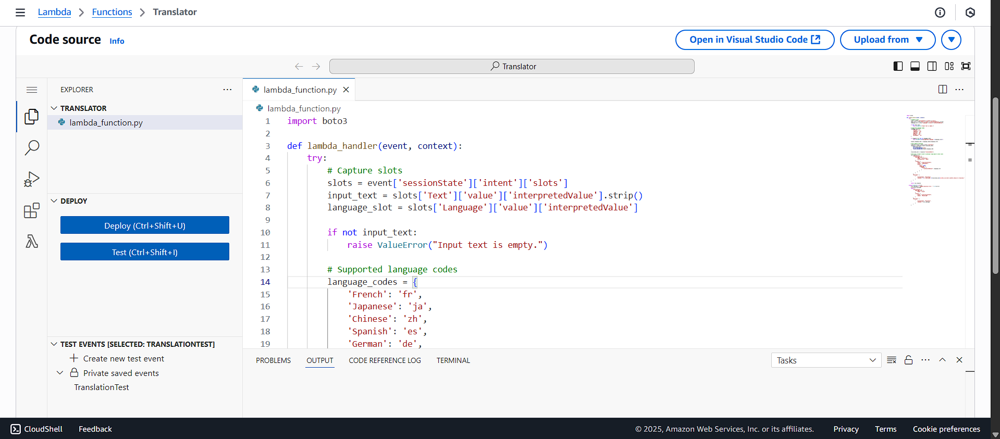 Lambda > Functions > Translator
Code source Info
Open in Visual Studio Code
Upload from
Translator
EXPLORER
TRANSLATOR
lambda_function.py
DEPLOY
Deploy (Ctrl+Shift+U)
Test (Ctrl+Shift+I)
TEST EVENTS [SELECTED: TRANSLATIONTEST]
Create new test event
Private saved events
TranslationTest
lambda_function.py
lambda_function.py
1 import boto3
2
3 def lambda_handler(event, context):
4 try:
5 # Capture slots
6 slots = event['sessionState']['intent']['slots']
7 input_text = slots['Text']['value']['interpretedValue'].strip()
8 language_slot = slots['Language']['value']['interpretedValue']
9
10 if not input_text:
11 raise ValueError("Input text is empty.")
12
13 # Supported language codes
14 language_codes = {
15 'French': 'fr',
16 'Japanese': 'ja',
17 'Chinese': 'zh',
18 'Spanish': 'es',
19 'German': 'de',
PROBLEMS OUTPUT CODE REFERENCE LOG TERMINAL
Tasks
CloudShell Feedback
© 2025, Amazon Web Services, Inc. or its affiliates. Privacy Terms Cookie preferences